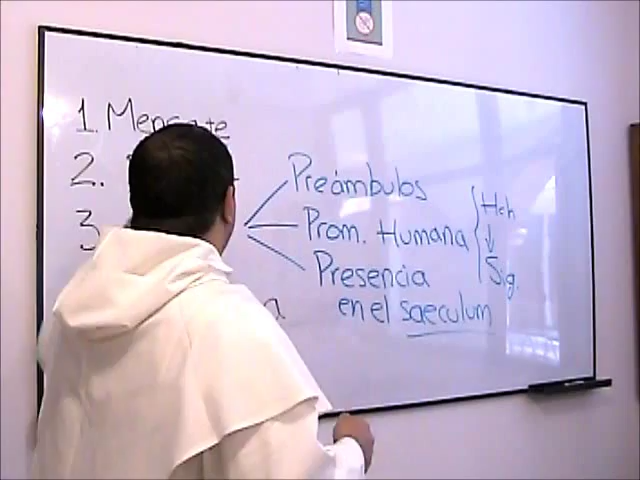 1. Mensaje
2.
3
Preámbulos
Prom. Humana
Presencia
en el saeculum
Hch
↓
Sig.
a